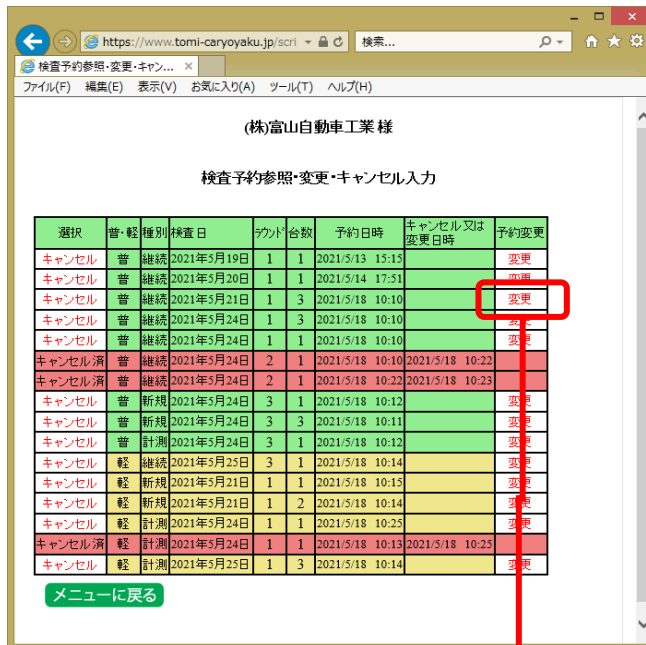 https://www.tomi-caryoyaku.jp/scri
検索...
検査予約参照・変更・キャン...
ファイル(F) 編集(E) 表示(V) お気に入り(A) ツール(T) ヘルプ(H)
(株)富山自動車工業 様
検査予約参照・変更・キャンセル入力
選択 普・軽 種別 検査日 ラウンド 台数 予約日時 キャンセル又は変更日時 予約変更
キャンセル 普 継続 2021年5月19日 1 1 2021/5/13 15:15 変更
キャンセル 普 継続 2021年5月20日 1 1 2021/5/14 17:51 変更
キャンセル 普 継続 2021年5月21日 1 3 2021/5/18 10:10 変更
キャンセル 普 継続 2021年5月24日 1 3 2021/5/18 10:10 変更
キャンセル 普 継続 2021年5月24日 1 1 2021/5/18 10:10 変更
キャンセル済 普 継続 2021年5月24日 2 1 2021/5/18 10:10 2021/5/18 10:22
キャンセル済 普 継続 2021年5月24日 2 1 2021/5/18 10:22 2021/5/18 10:23
キャンセル 普 新規 2021年5月24日 3 1 2021/5/18 10:12 変更
キャンセル 普 新規 2021年5月24日 3 3 2021/5/18 10:11 変更
キャンセル 普 計測 2021年5月24日 3 1 2021/5/18 10:12 変更
キャンセル 軽 継続 2021年5月25日 3 1 2021/5/18 10:14 変更
キャンセル 軽 新規 2021年5月21日 1 1 2021/5/18 10:15 変更
キャンセル 軽 新規 2021年5月21日 1 2 2021/5/18 10:14 変更
キャンセル 軽 計測 2021年5月24日 1 1 2021/5/18 10:25 変更
キャンセル済 軽 計測 2021年5月24日 1 1 2021/5/18 10:13 2021/5/18 10:25
キャンセル 軽 計測 2021年5月25日 1 3 2021/5/18 10:14 変更
メニューに戻る